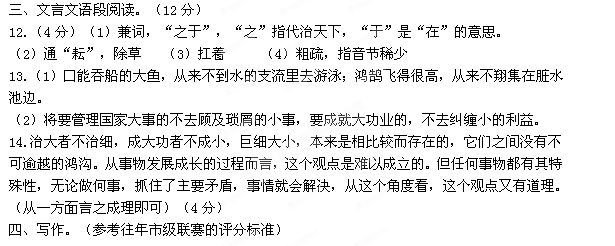 三、文言文语段阅读。（12 分）
12.（4 分）（1）兼词，“之于”，“之”指代治天下，“于”是“在”的意思。
（2）通“耘”，除草　（3）扛着　（4）粗疏，指音节稀少
13.（1）口能吞船的大鱼，从来不到水的支流里去游泳；鸿鹄飞得很高，从来不翔集在脏水
池边。
（2）将要管理国家大事的不去顾及琐屑的小事，要成就大功业的，不去纠缠小的利益。
14.治大者不治细，成大功者不成小，巨细大小，本来是相比较而存在的，它们之间没有不
可逾越的鸿沟。从事物发展成长的过程而言，这个观点是难以成立的。但任何事物都有其特
殊性，无论做何事，抓住了主要矛盾，事情就会解决，从这个角度看，这个观点又有道理。
（从一方面言之成理即可）（4 分）
四、写作。（参考往年市级联赛的评分标准）